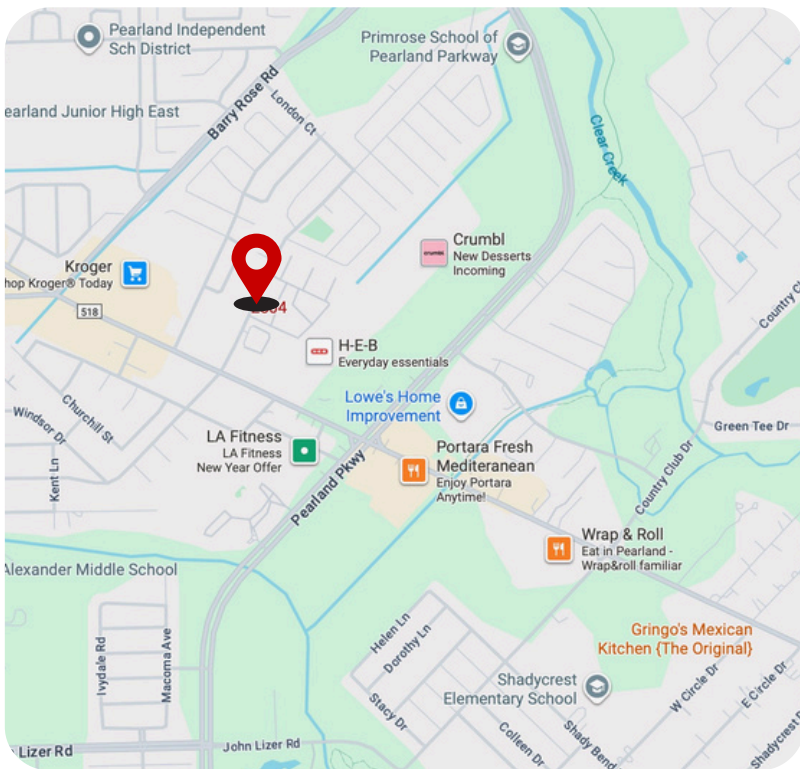 Pearland Independent
Sch District
Primrose School of
Pearland Parkway
Barry Rose Rd
London Ct
earland Junior High East
Clear Creek
Crumbl
New Desserts
Incoming
crumbl
Kroger
hop Kroger® Today
518
H-E-B
Everyday essentials
Country Cl
Lowe's Home
Improvement
Windsor Dr
Churchill St
Kent Ln
LA Fitness
LA Fitness
New Year Offer
Pearland Pkwy
Portara Fresh
Mediteranean
Enjoy Portara
Anytime!
Green Tee Dr
Country Club Dr
Wrap & Roll
Eat in Pearland -
Wrap&roll familiar
Alexander Middle School
Ivydale Rd
Macoma Ave
Helen Ln
Dorothy Ln
Stacy Dr
Gringo's Mexican
Kitchen {The Original}
Shadycrest
Elementary School
W Circle Dr
E Circle Dr
Shadycrest D
Colleen Dr
Shady Bend
Lizer Rd
John Lizer Rd